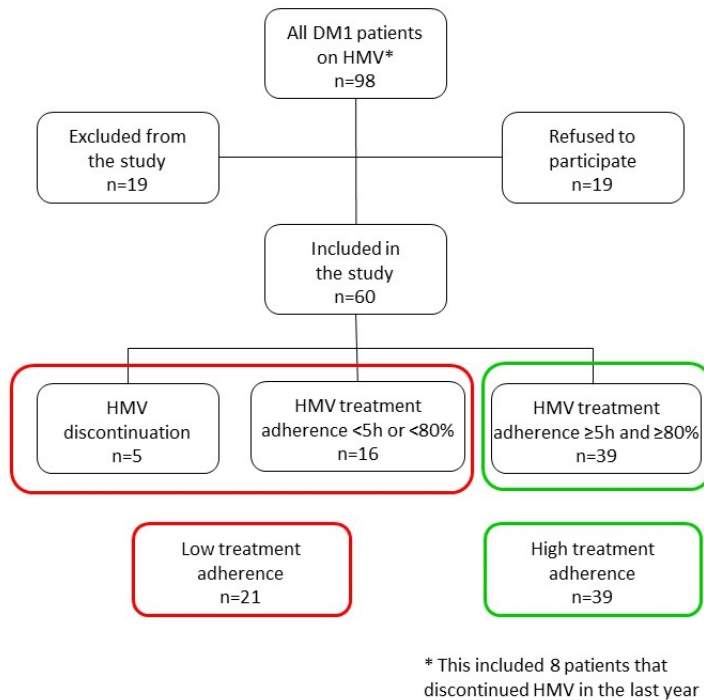 All DM1 patients
on HMV*
n=98
Excluded from
the study
n=19
Refused to
participate
n=19
Included in
the study
n=60
HMV
discontinuation
n=5
HMV treatment
adherence <5h or <80%
n=16
HMV treatment
adherence ≥5h and ≥80%
n=39
Low treatment
adherence
n=21
High treatment
adherence
n=39
* This included 8 patients that
discontinued HMV in the last year